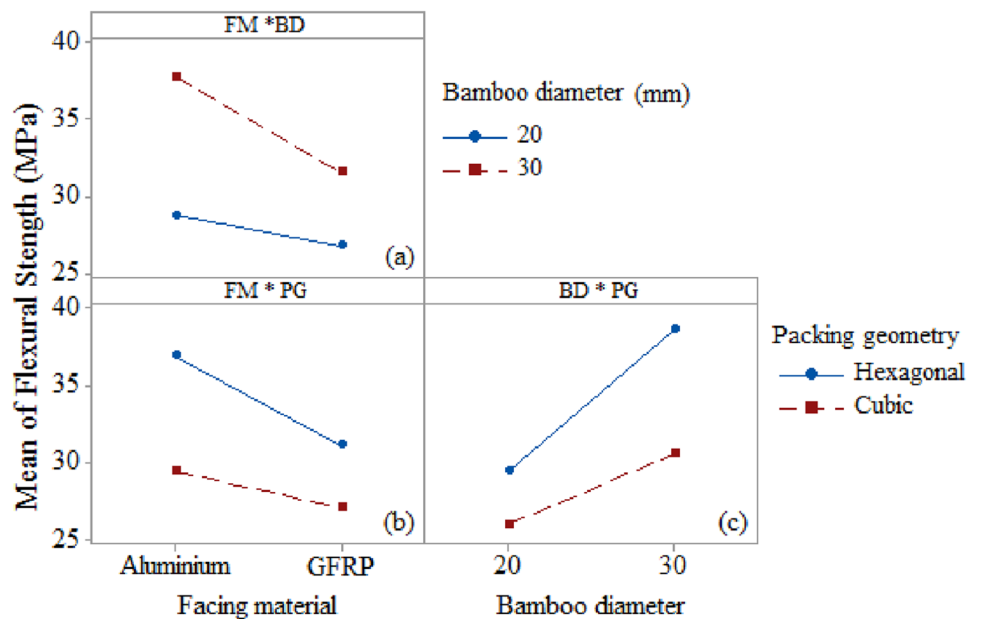 FM *BD
40
35
30
25
(a)
Bamboo diameter (mm)
20
30
Mean of Flexural Stength (MPa)
FM * PG
BD * PG
40
35
30
25
(b)
(c)
Packing geometry
Hexagonal
Cubic
Aluminium GFRP
20 30
Facing material
Bamboo diameter